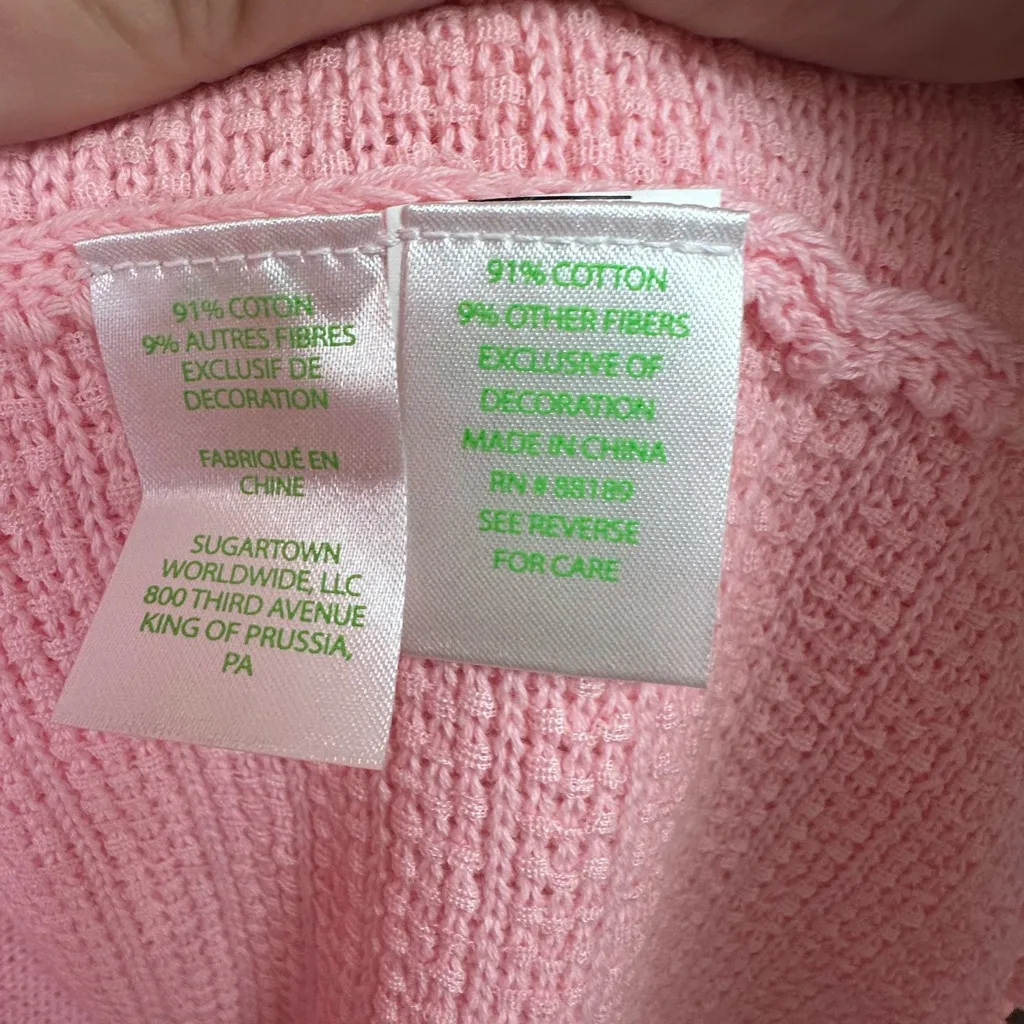 91% COTON
9% AUTRES FIBRES
EXCLUSIF DE
DECORATION
FABRIQUÉ EN
CHINE
SUGARTOWN
WORLDWIDE, LLC
800 THIRD AVENUE
KING OF PRUSSIA,
PA
91% COTTON
9% OTHER FIBERS
EXCLUSIVE OF
DECORATION
MADE IN CHINA
RN # 88189
SEE REVERSE
FOR CARE